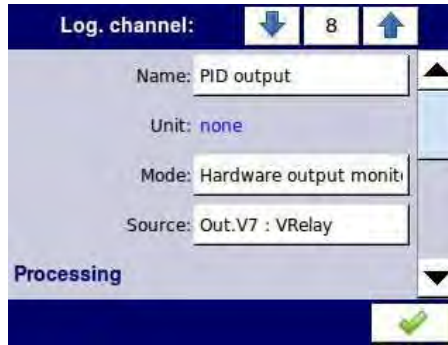 Log. channel: 8
Name: PID output
Unit: none
Mode: Hardware output monit
Source: Out.V7 : VRelay
Processing